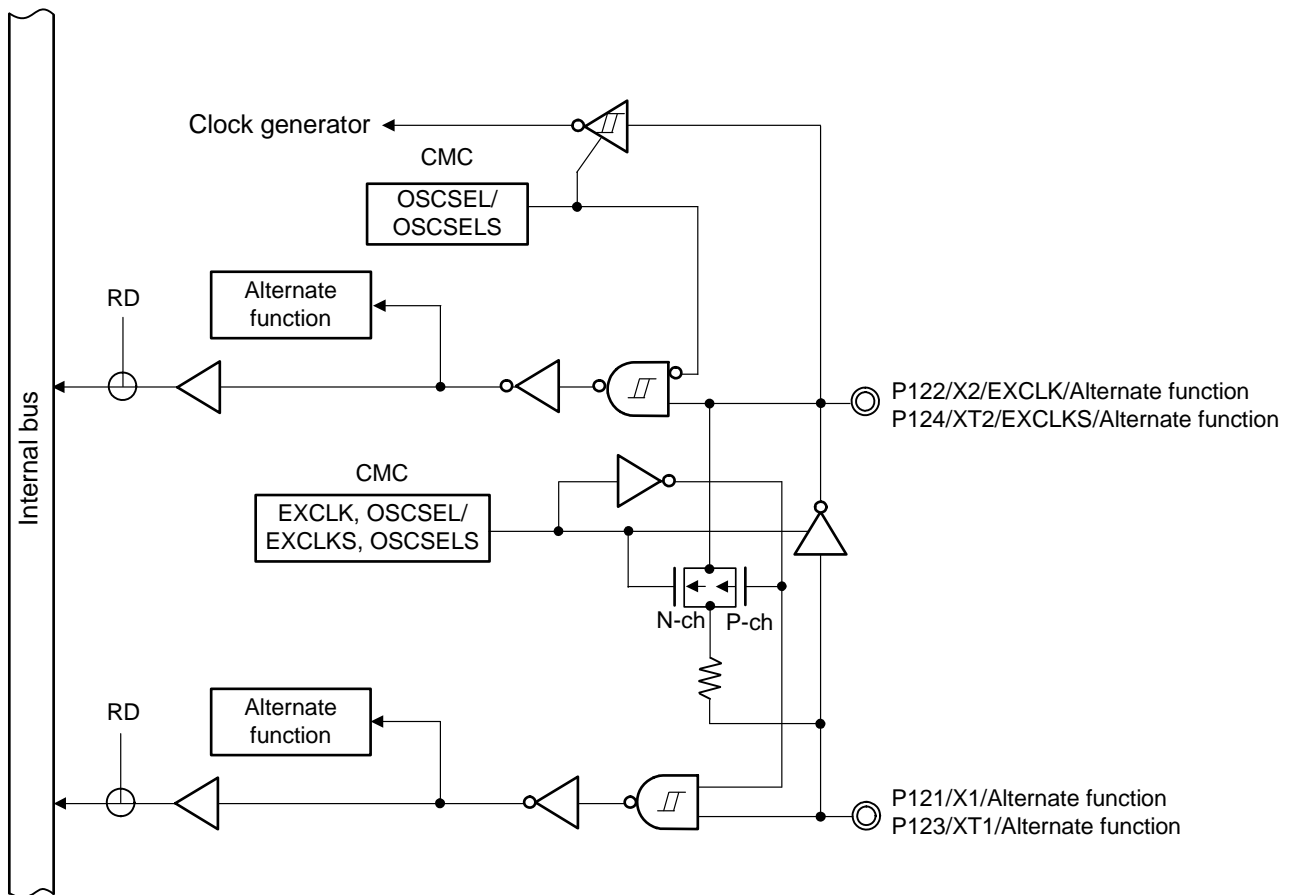 Clock generator
CMC
OSCSEL/
OSCSELS
RD
Alternate
function
P122/X2/EXCLK/Alternate function
P124/XT2/EXCLKS/Alternate function
Internal bus
CMC
EXCLK, OSCSEL/
EXCLKS, OSCSELS
N-ch
P-ch
RD
Alternate
function
P121/X1/Alternate function
P123/XT1/Alternate function